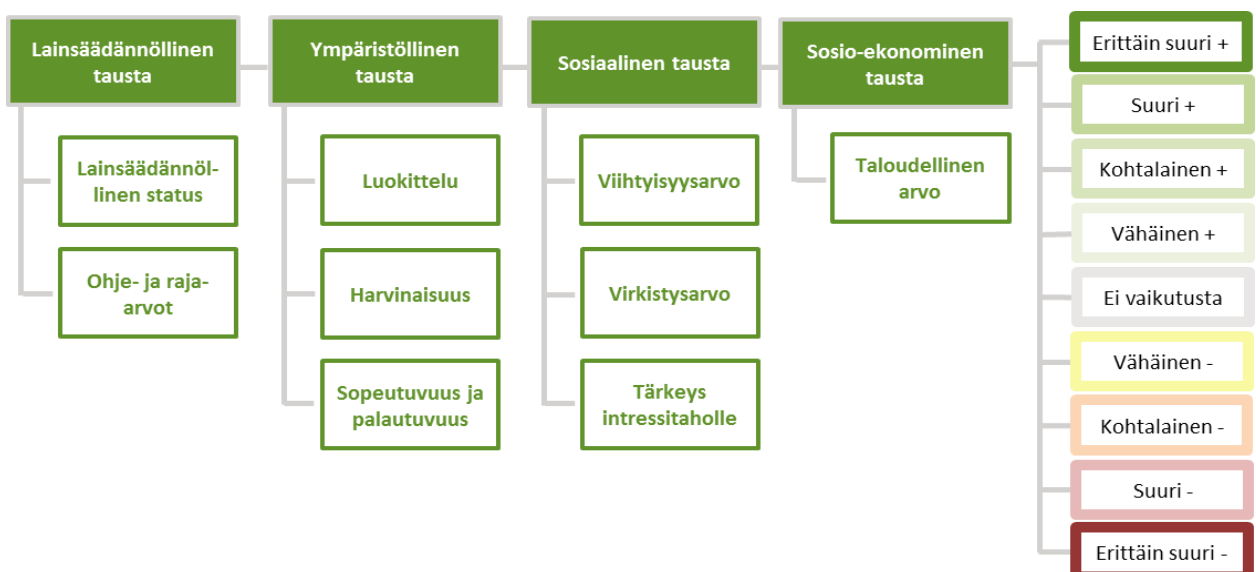 Lainsäädännöllinen
tausta
Lainsäädännöl-
linen status
Ohje- ja raja-
arvot
Ympäristöllinen
tausta
Luokittelu
Harvinaisuus
Sopeutuvuus ja
palautuvuus
Sosiaalinen tausta
Viihtyisyysarvo
Virkistysarvo
Tärkeys
intressitaholle
Sosio-ekonominen
tausta
Taloudellinen
arvo
Erittäin suuri +
Suuri +
Kohtalainen +
Vähäinen +
Ei vaikutusta
Vähäinen -
Kohtalainen -
Suuri -
Erittäin suuri -